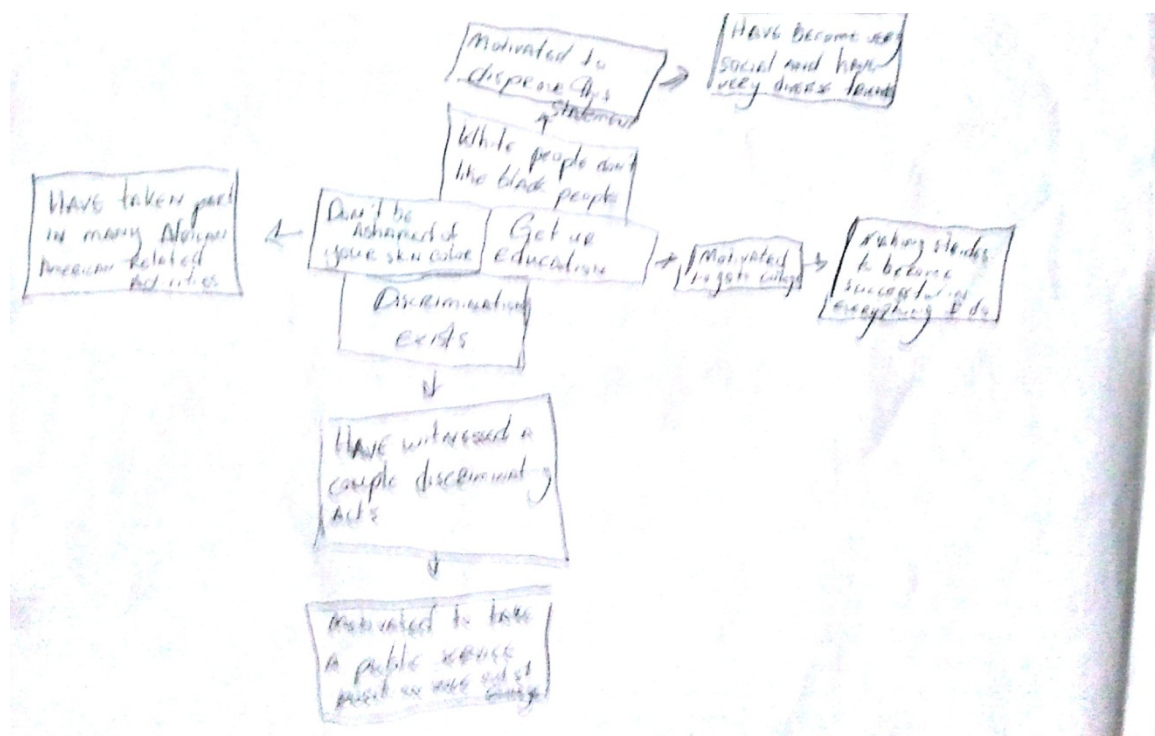 Motivated to
disprove this
statement
HAVE become very
social and have
very diverse friends
White people don't
like black people
HAVE taken part
in many African
American Related
Activities
Don't be
Ashamed of
your skin color
Get
education
Motivated
to go to college
making strides
to become
successful in
everything I do
Discrimination
exists
HAVE witnessed a
couple discriminatory
Acts
Motivated to take
A public service